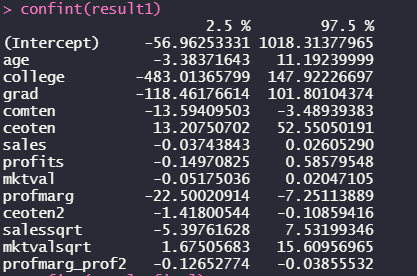 > confint(result1)
2.5 % 97.5 %
(Intercept) -56.96253331 1018.31377965
age -3.38371643 11.19239999
college -483.01365799 147.92226697
grad -118.46176614 101.80104374
comten -13.59409503 -3.48939383
ceoten 13.20750702 52.55050191
sales -0.03743843 0.02605290
profits -0.14970825 0.58579548
mktval -0.05175036 0.02047105
profmarg -22.50020914 -7.25113889
ceoten2 -1.41800544 -0.10859416
salessqrt -5.39761628 7.53199346
mktvalsqrt 1.67505683 15.60956965
profmarg_prof2 -0.12652774 -0.03855532